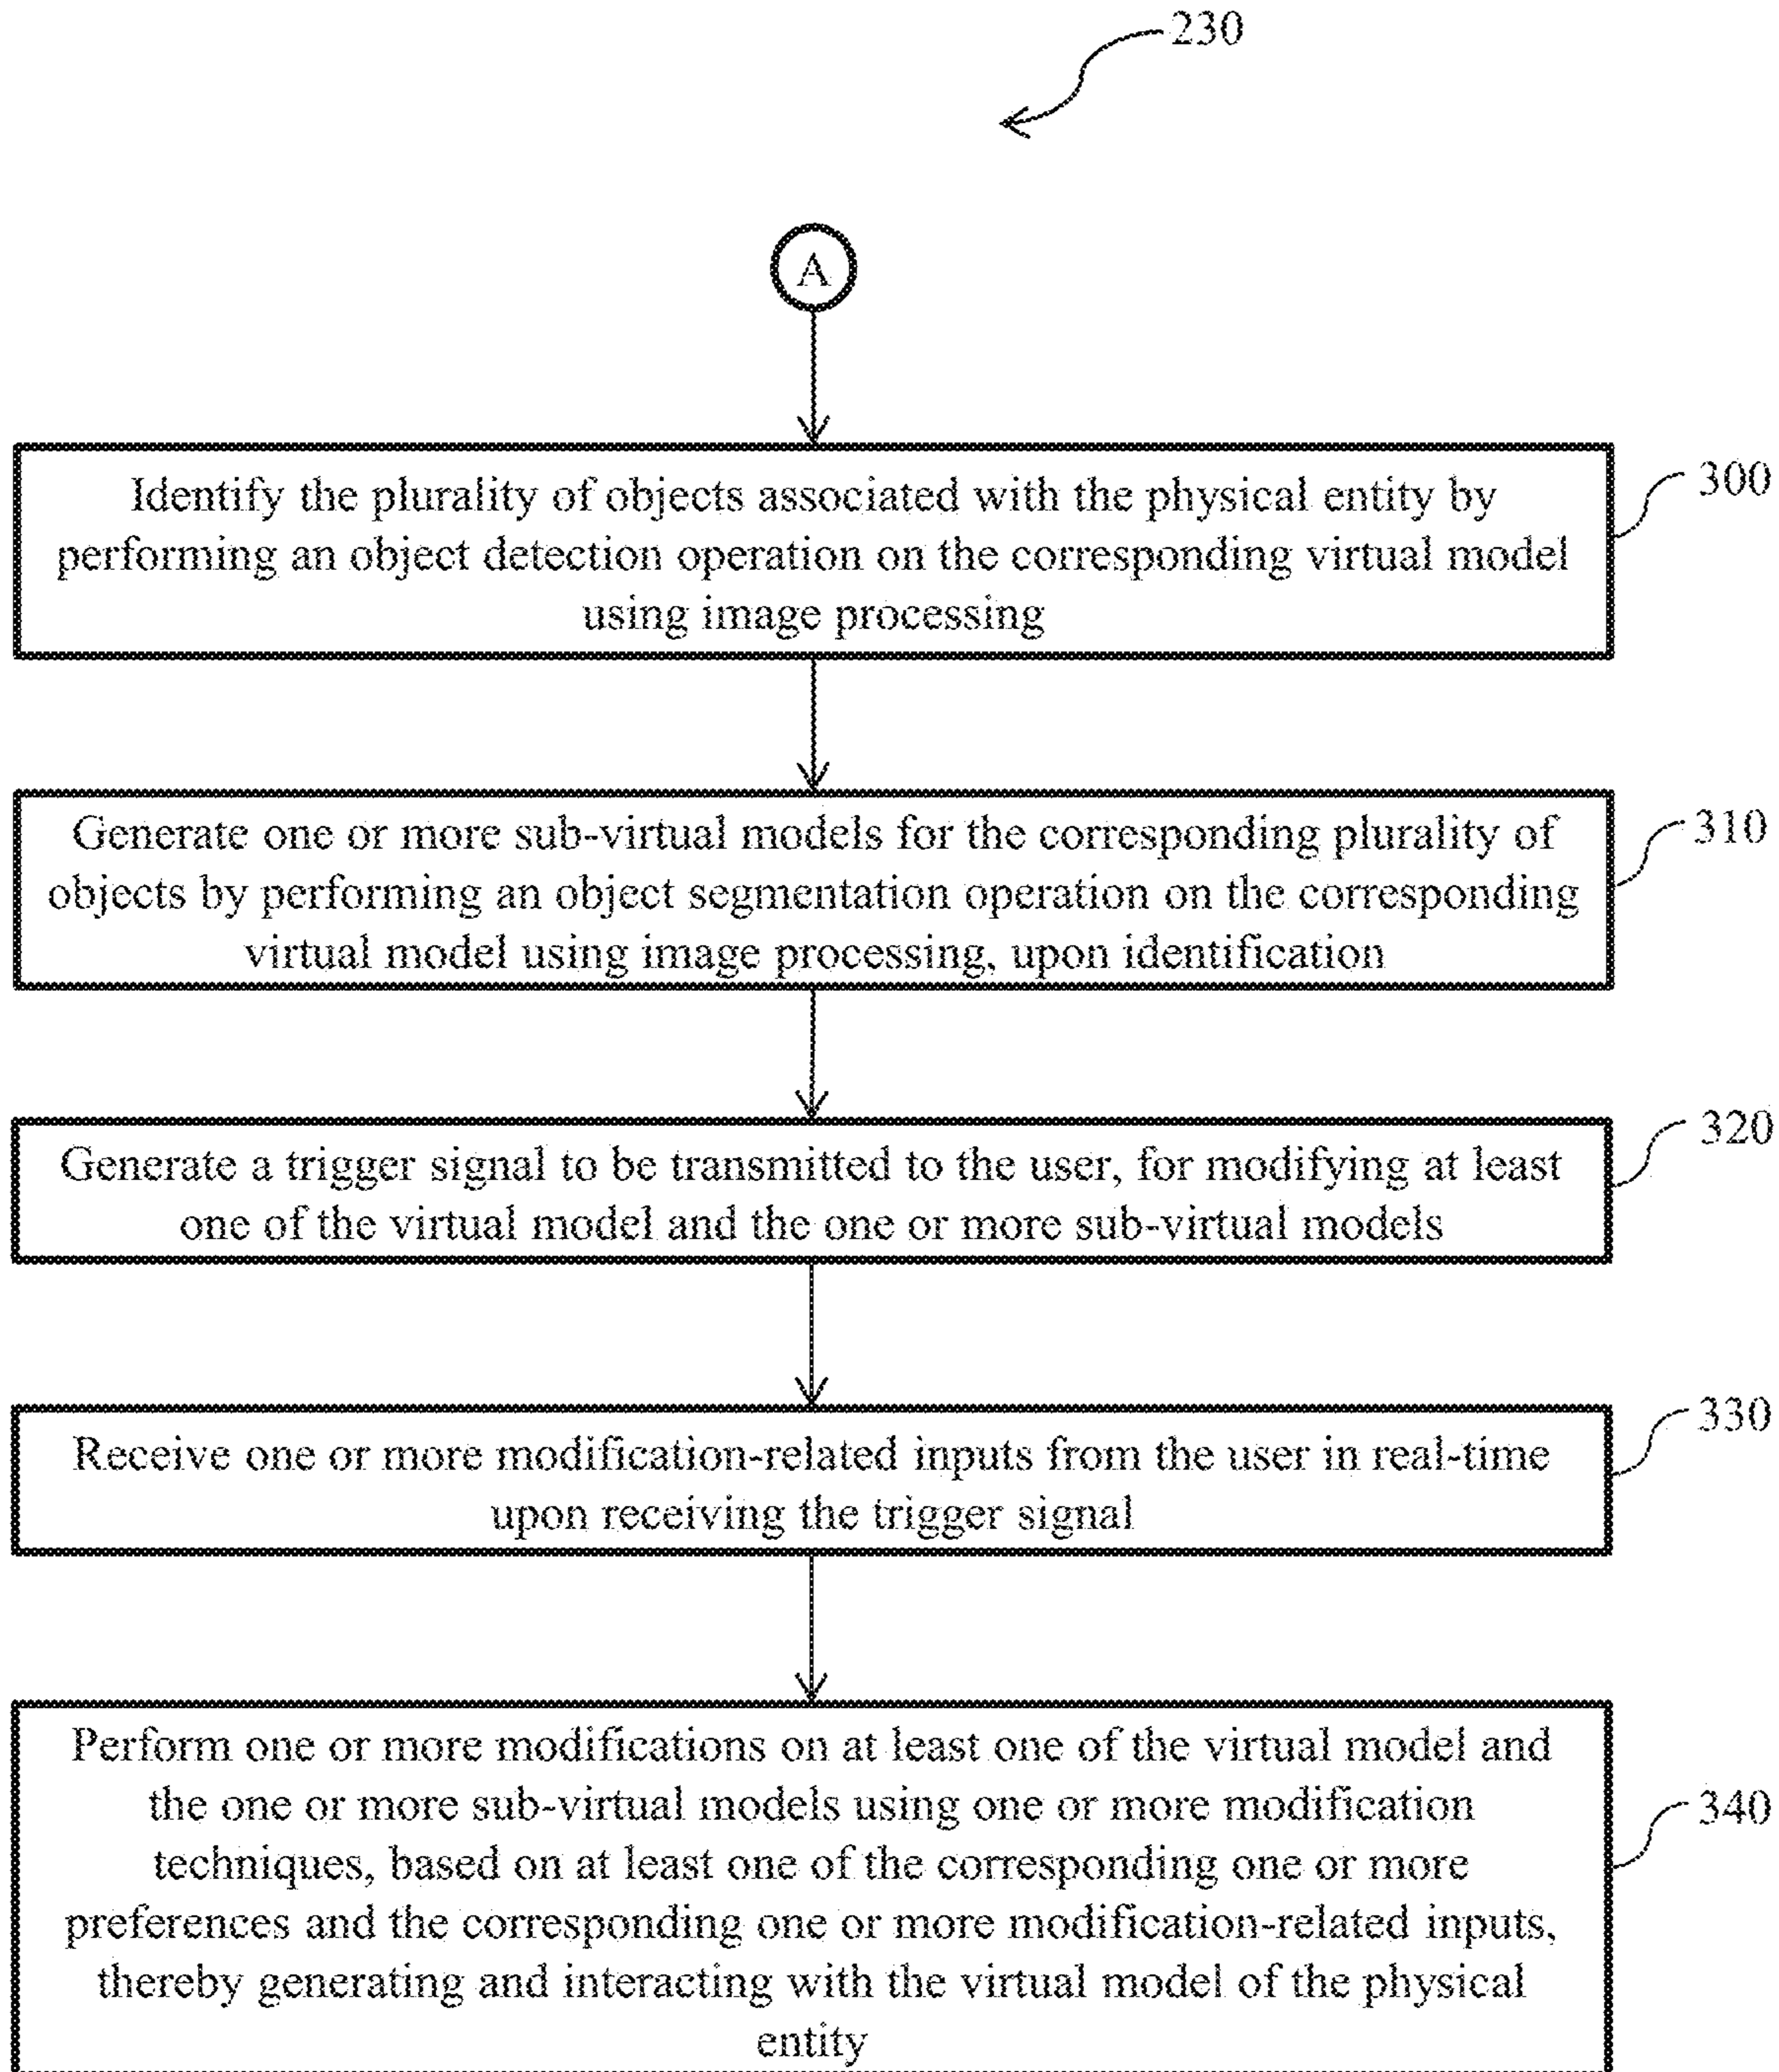 230
A
Identify the plurality of objects associated with the physical entity by
performing an object detection operation on the corresponding virtual model
using image processing
300
Generate one or more sub-virtual models for the corresponding plurality of
objects by performing an object segmentation operation on the corresponding
virtual model using image processing, upon identification
310
Generate a trigger signal to be transmitted to the user, for modifying at least
one of the virtual model and the one or more sub-virtual models
320
Receive one or more modification-related inputs from the user in real-time
upon receiving the trigger signal
330
Perform one or more modifications on at least one of the virtual model and
the one or more sub-virtual models using one or more modification
techniques, based on at least one of the corresponding one or more
preferences and the corresponding one or more modification-related inputs,
thereby generating and interacting with the virtual model of the physical
entity
340